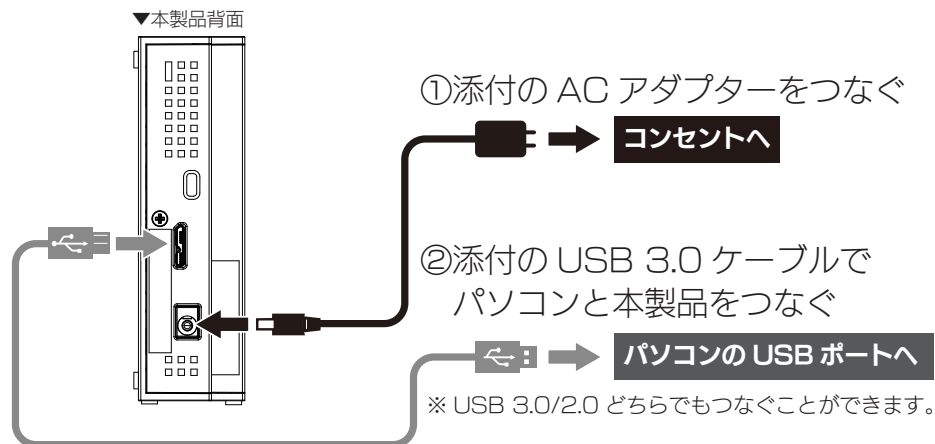 ▼本製品背面
①添付の AC アダプターをつなぐ
コンセントへ
②添付の USB 3.0 ケーブルで
パソコンと本製品をつなぐ
パソコンの USB ポートへ
※ USB 3.0/2.0 どちらでもつなぐことができます。